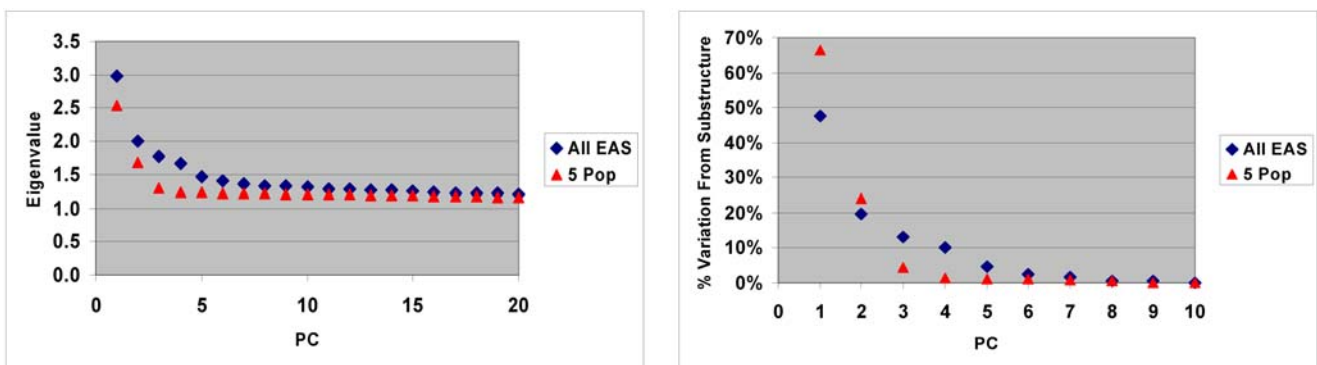 3.5
3.0
2.5
2.0
1.5
1.0
0.5
0.0
Eigenvalue
0 5 10 15 20
PC
All EAS
5 Pop
70%
60%
50%
40%
30%
20%
10%
0%
% Variation From Substructure
0 1 2 3 4 5 6 7 8 9 10
PC
All EAS
5 Pop